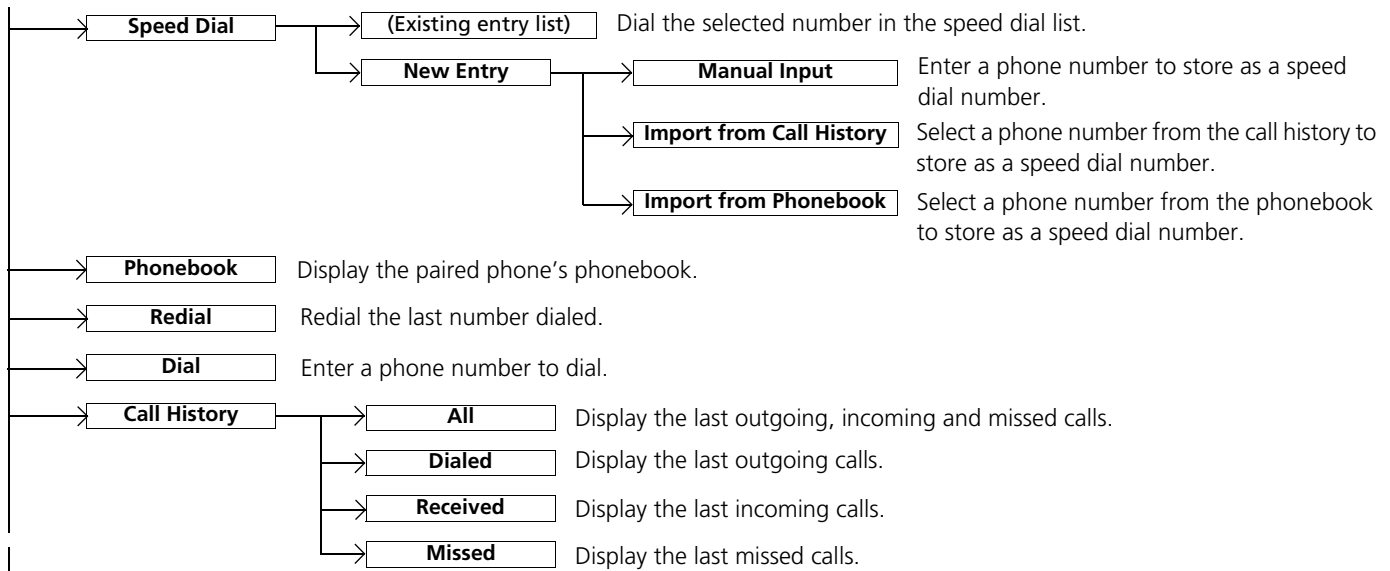 Speed Dial (Existing entry list) Dial the selected number in the speed dial list.
New Entry Manual Input Enter a phone number to store as a speed
dial number.
Import from Call History Select a phone number from the call history to
store as a speed dial number.
Import from Phonebook Select a phone number from the phonebook
to store as a speed dial number.
Phonebook Display the paired phone’s phonebook.
Redial Redial the last number dialed.
Dial Enter a phone number to dial.
Call History All Display the last outgoing, incoming and missed calls.
Dialed Display the last outgoing calls.
Received Display the last incoming calls.
Missed Display the last missed calls.